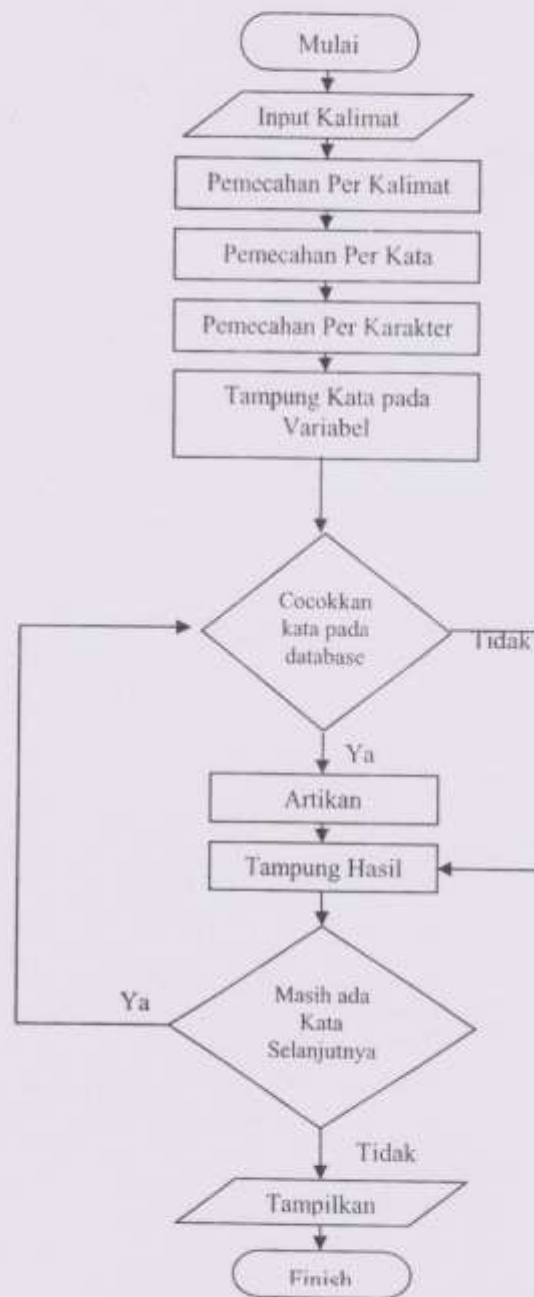 Mulai
Input Kalimat
Pemecahan Per Kalimat
Pemecahan Per Kata
Pemecahan Per Karakter
Tampung Kata pada
Variabel
Cocokkan
kata pada
database
Tidak
Ya
Artikan
Tampung Hasil
Ya
Masih ada
Kata
Selanjutnya
Tidak
Tampilkan
Finish